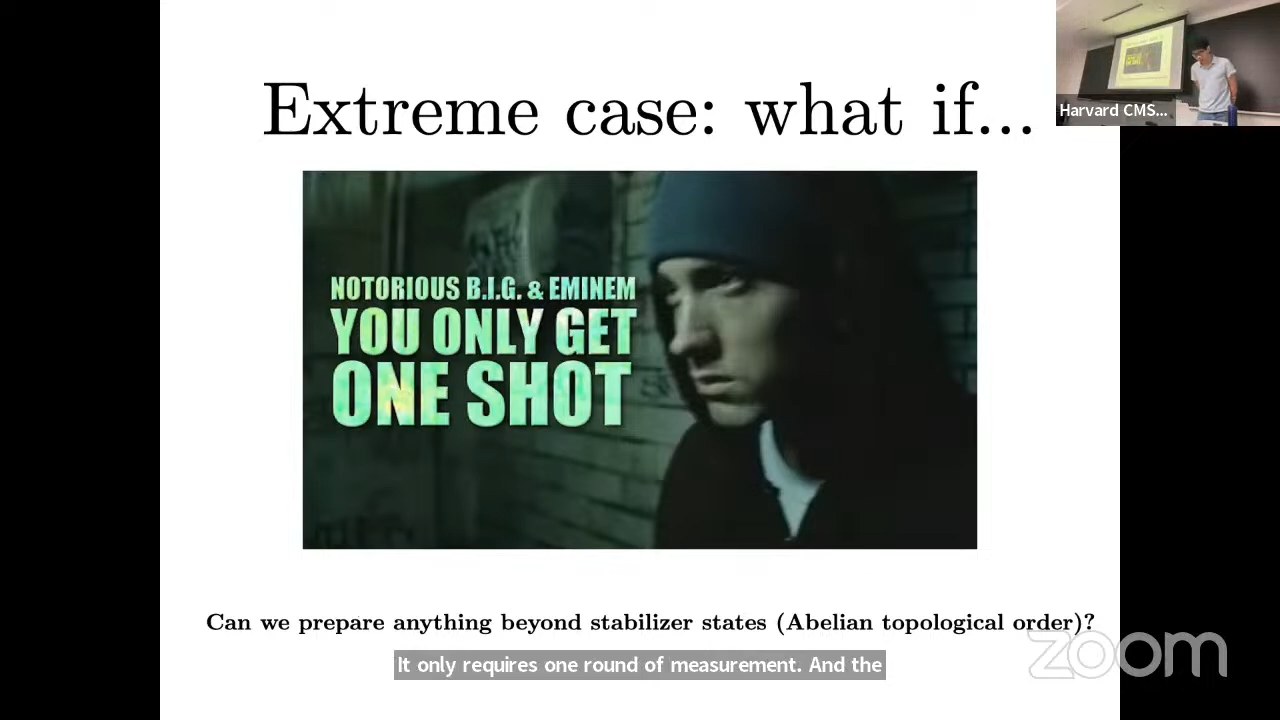 Extreme case: what if...
Harvard CMS...
NOTORIOUS B.I.G. & EMINEM
YOU ONLY GET
ONE SHOT
Can we prepare anything beyond stabilizer states (Abelian topological order)?
It only requires one round of measurement. And the
zoom